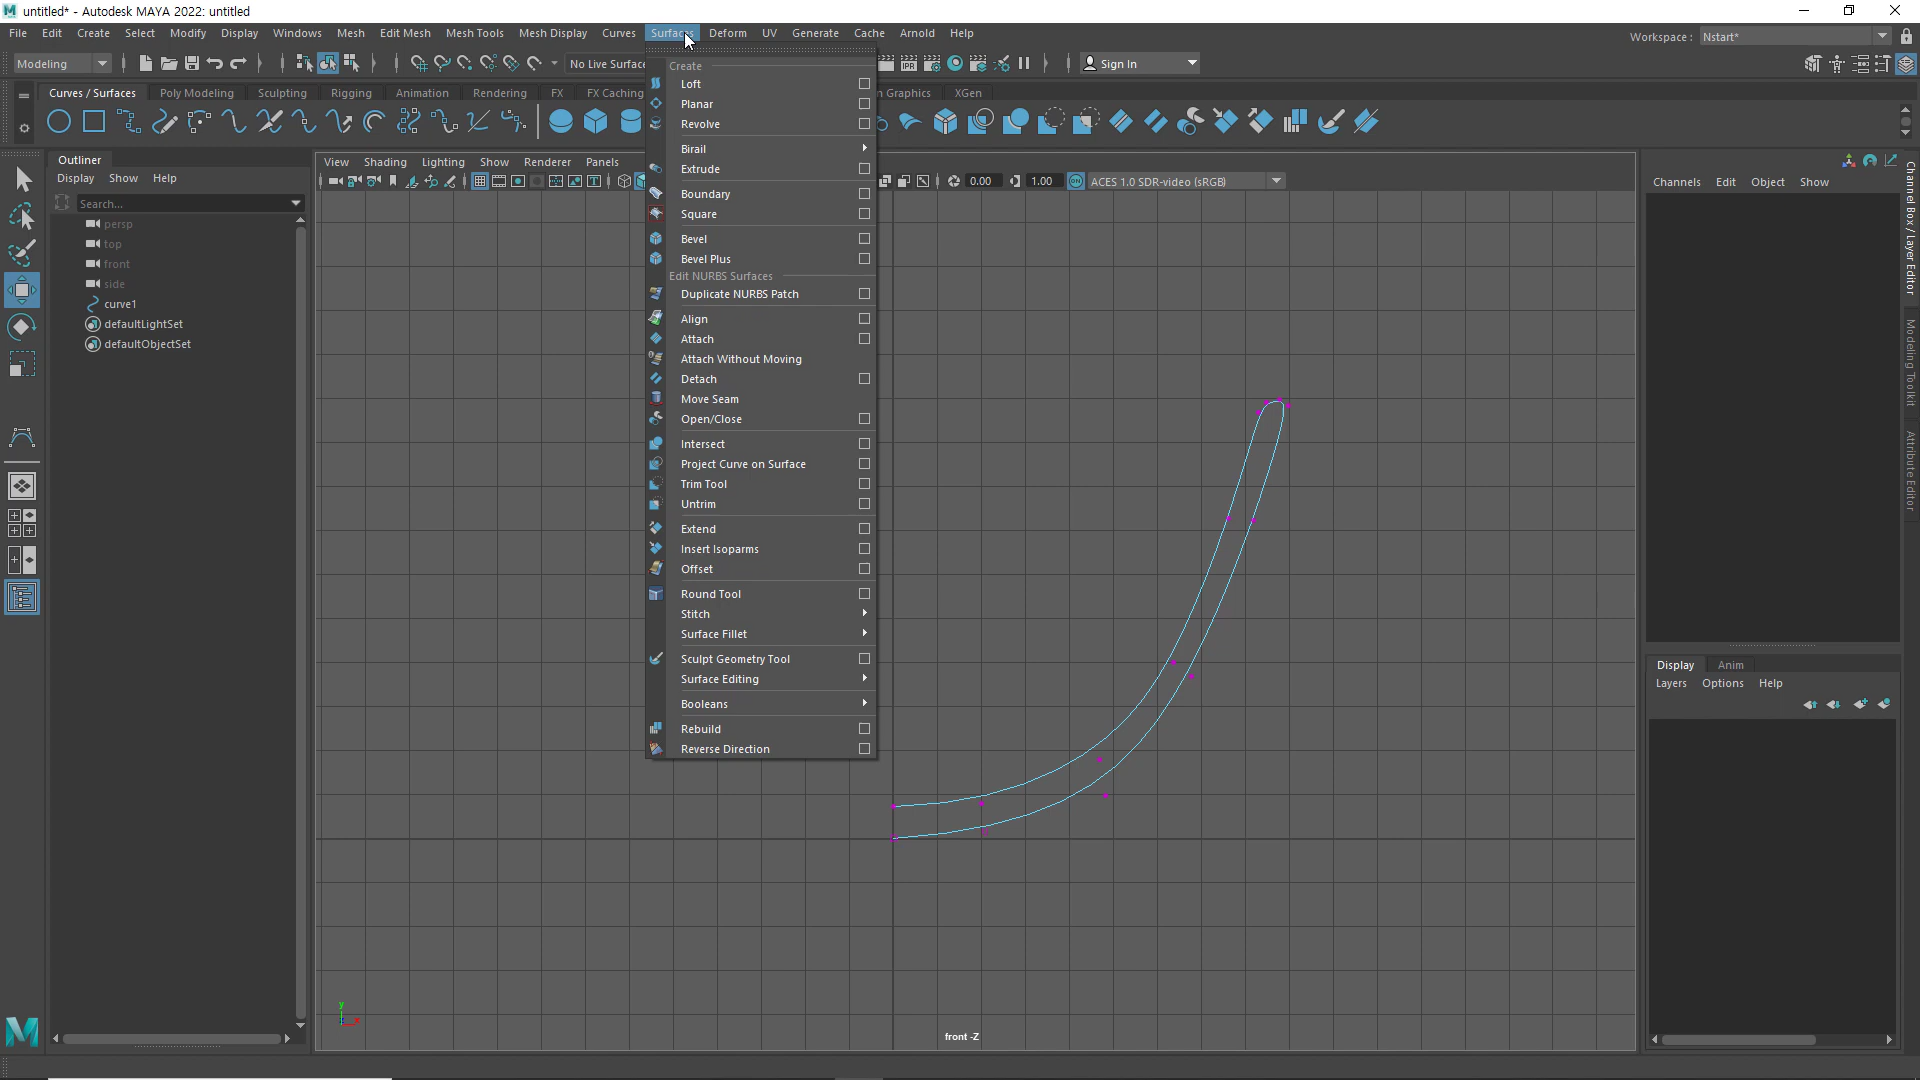 untitled* - Autodesk MAYA 2022: untitled
File Edit Create Select Modify Display Windows Mesh Edit Mesh Mesh Tools Mesh Display Curves Surfaces Deform UV Generate Cache Arnold Help
Workspace : Nstart*
Modeling
No Live Surface
Sign In
Curves / Surfaces Poly Modeling Sculpting Rigging Animation Rendering FX FX Caching
n Graphics XGen
Outliner
Display Show Help
Search...
persp
top
front
side
curve1
defaultLightSet
defaultObjectSet
View Shading Lighting Show Renderer Panels
0.00 1.00 ON ACES 1.0 SDR-video (sRGB)
Create
Loft
Planar
Revolve
Birail
Extrude
Boundary
Square
Bevel
Bevel Plus
Edit NURBS Surfaces
Duplicate NURBS Patch
Align
Attach
Attach Without Moving
Detach
Move Seam
Open/Close
Intersect
Project Curve on Surface
Trim Tool
Untrim
Extend
Insert Isoparms
Offset
Round Tool
Stitch
Surface Fillet
Sculpt Geometry Tool
Surface Editing
Booleans
Rebuild
Reverse Direction
y
x
front -Z
Channels Edit Object Show
Display Anim
Layers Options Help
Channel Box / Layer Editor
Modeling Toolkit
Attribute Editor